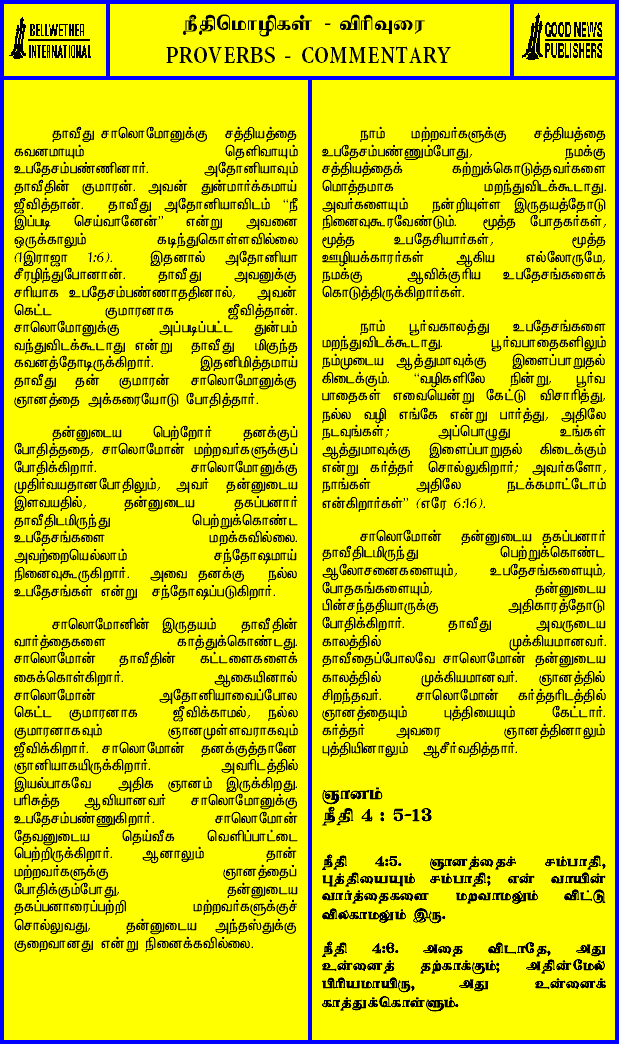 BELLWETHER
INTERNATIONAL
நீதிமொழிகள் - விரிவுரை
PROVERBS - COMMENTARY
GOOD NEWS
PUBLISHERS
தாவீது சாலொமோனுக்கு சத்தியத்தை
கவனமாயும் தெளிவாயும்
உபதேசம்பண்ணினார். அதோனியாவும்
தாவீதின் குமாரன். அவன் துன்மார்க்கமாய்
ஜீவித்தான். தாவீது அதோனியாவிடம் “நீ
இப்படி செய்வானேன்” என்று அவனை
ஒருக்காலும் கடிந்துகொள்ளவில்லை
(1இராஜா 1:6). இதனால் அதோனியா
சீரழிந்துபோனான். தாவீது அவனுக்கு
சரியாக உபதேசம்பண்ணாததினால், அவன்
கெட்ட குமாரனாக ஜீவித்தான்.
சாலொமோனுக்கு அப்படிப்பட்ட துன்பம்
வந்துவிடக்கூடாது என்று தாவீது மிகுந்த
கவனத்தோடிருக்கிறார். இதனிமித்தமாய்
தாவீது தன் குமாரன் சாலொமோனுக்கு
ஞானத்தை அக்கரையோடு போதித்தார்.
தன்னுடைய பெற்றோர் தனக்குப்
போதித்ததை, சாலொமோன் மற்றவர்களுக்குப்
போதிக்கிறார். சாலொமோனுக்கு
முதிர்வயதானபோதிலும், அவர் தன்னுடைய
இளவயதில், தன்னுடைய தகப்பனார்
தாவீதிடமிருந்து பெற்றுக்கொண்ட
உபதேசங்களை மறக்கவில்லை.
அவற்றையெல்லாம் சந்தோஷமாய்
நினைவுகூருகிறார். அவை தனக்கு நல்ல
உபதேசங்கள் என்று சந்தோஷப்படுகிறார்.
சாலொமோனின் இருதயம் தாவீதின்
வார்த்தைகளை காத்துக்கொண்டது.
சாலொமோன் தாவீதின் கட்டளைகளைக்
கைக்கொள்கிறார். ஆகையினால்
சாலொமோன் அதோனியாவைப்போல
கெட்ட குமாரனாக ஜீவிக்காமல், நல்ல
குமாரனாகவும் ஞானமுள்ளவராகவும்
ஜீவிக்கிறார். சாலொமோன் தனக்குத்தானே
ஞானியாகயிருக்கிறார். அவரிடத்தில்
இயல்பாகவே அதிக ஞானம் இருக்கிறது.
பரிசுத்த ஆவியானவர் சாலொமோனுக்கு
உபதேசம்பண்ணுகிறார். சாலொமோன்
தேவனுடைய தெய்வீக வெளிப்பாட்டை
பெற்றிருக்கிறார். ஆனாலும் தான்
மற்றவர்களுக்கு ஞானத்தைப்
போதிக்கும்போது, தன்னுடைய
தகப்பனாரைப்பற்றி மற்றவர்களுக்குச்
சொல்லுவது, தன்னுடைய அந்தஸ்துக்கு
குறைவானது என்று நினைக்கவில்லை.
நாம் மற்றவர்களுக்கு சத்தியத்தை
உபதேசம்பண்ணும்போது, நமக்கு
சத்தியத்தைக் கற்றுக்கொடுத்தவர்களை
மொத்தமாக மறந்துவிடக்கூடாது.
அவர்களையும் நன்றியுள்ள இருதயத்தோடு
நினைவுகூரவேண்டும். மூத்த போதகர்கள்,
மூத்த உபதேசியார்கள், மூத்த
ஊழியக்காரர்கள் ஆகிய எல்லோருமே,
நமக்கு ஆவிக்குரிய உபதேசங்களைக்
கொடுத்திருக்கிறார்கள்.
நாம் பூர்வகாலத்து உபதேசங்களை
மறந்துவிடக்கூடாது. பூர்வபாதைகளிலும்
நம்முடைய ஆத்துமாவுக்கு இளைப்பாறுதல்
கிடைக்கும். “வழிகளிலே நின்று, பூர்வ
பாதைகள் எவையென்று கேட்டு விசாரித்து,
நல்ல வழி எங்கே என்று பார்த்து, அதிலே
நடவுங்கள்; அப்பொழுது உங்கள்
ஆத்துமாவுக்கு இளைப்பாறுதல் கிடைக்கும்
என்று கர்த்தர் சொல்லுகிறார்; அவர்களோ,
நாங்கள் அதிலே நடக்கமாட்டோம்
என்கிறார்கள்” (எரே 6:16).
சாலொமோன் தன்னுடைய தகப்பனார்
தாவீதிடமிருந்து பெற்றுக்கொண்ட
ஆலோசனைகளையும், உபதேசங்களையும்,
போதகங்களையும், தன்னுடைய
பின்சந்ததியாருக்கு அதிகாரத்தோடு
போதிக்கிறார். தாவீது அவருடைய
காலத்தில் முக்கியமானவர்.
தாவீதைப்போலவே சாலொமோன் தன்னுடைய
காலத்தில் முக்கியமானவர். ஞானத்தில்
சிறந்தவர். சாலொமோன் கர்த்தரிடத்தில்
ஞானத்தையும் புத்தியையும் கேட்டார்.
கர்த்தர் அவரை ஞானத்தினாலும்
புத்தியினாலும் ஆசீர்வதித்தார்.
ஞானம்
நீதி 4 : 5-13
நீதி 4:5. ஞானத்தைச் சம்பாதி,
புத்தியையும் சம்பாதி; என் வாயின்
வார்த்தைகளை மறவாமலும் விட்டு
விலகாமலும் இரு.
நீதி 4:6. அதை விடாதே, அது
உன்னைத் தற்காக்கும்; அதின்மேல்
பிரியமாயிரு, அது உன்னைக்
காத்துக்கொள்ளும்.